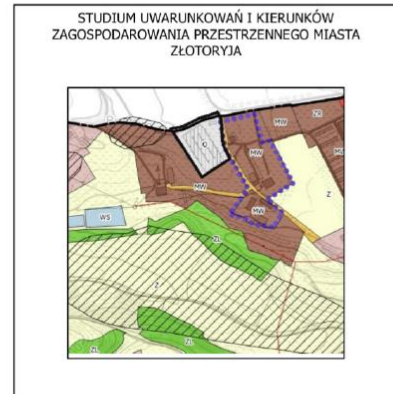 STUDIUM UWARUNKOWAŃ I KIERUNKÓW
ZAGOSPODAROWANIA PRZESTRZENNEGO MIASTA
ZŁOTORYJA
MW
ZR
MW
MW
Z
MW
WS
ZL
Z
ZL
ZL